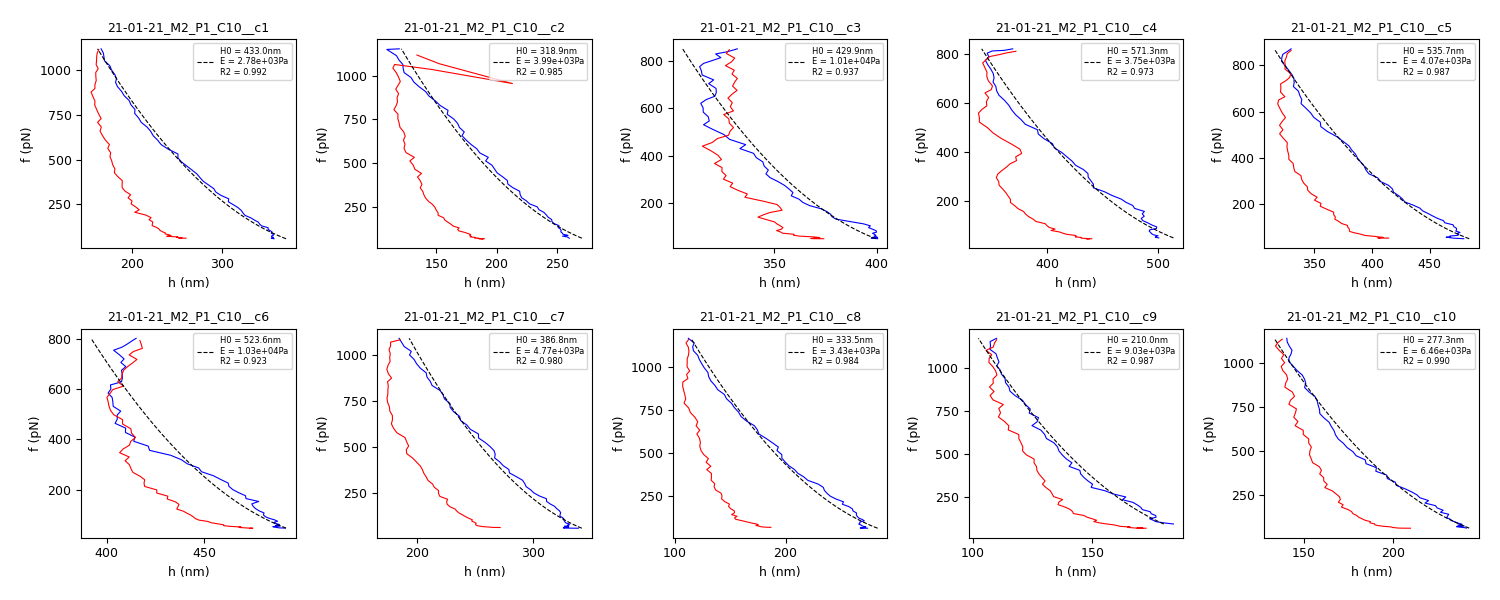 21-01-21_M2_P1_C10__c1
H0 = 433.0nm
E = 2.78e+03Pa
R2 = 0.992
f (pN)
1000
750
500
250
200 300
h (nm)
21-01-21_M2_P1_C10__c2
H0 = 318.9nm
E = 3.99e+03Pa
R2 = 0.985
f (pN)
1000
750
500
250
150 200 250
h (nm)
21-01-21_M2_P1_C10__c3
H0 = 429.9nm
E = 1.01e+04Pa
R2 = 0.937
f (pN)
800
600
400
200
350 400
h (nm)
21-01-21_M2_P1_C10__c4
H0 = 571.3nm
E = 3.75e+03Pa
R2 = 0.973
f (pN)
800
600
400
200
400 500
h (nm)
21-01-21_M2_P1_C10__c5
H0 = 535.7nm
E = 4.07e+03Pa
R2 = 0.987
f (pN)
800
600
400
200
350 400 450
h (nm)
21-01-21_M2_P1_C10__c6
H0 = 523.6nm
E = 1.03e+04Pa
R2 = 0.923
f (pN)
800
600
400
200
400 450
h (nm)
21-01-21_M2_P1_C10__c7
H0 = 386.8nm
E = 4.77e+03Pa
R2 = 0.980
f (pN)
1000
750
500
250
200 300
h (nm)
21-01-21_M2_P1_C10__c8
H0 = 333.5nm
E = 3.43e+03Pa
R2 = 0.984
f (pN)
1000
750
500
250
100 200
h (nm)
21-01-21_M2_P1_C10__c9
H0 = 210.0nm
E = 9.03e+03Pa
R2 = 0.987
f (pN)
1000
750
500
250
100 150
h (nm)
21-01-21_M2_P1_C10__c10
H0 = 277.3nm
E = 6.46e+03Pa
R2 = 0.990
f (pN)
1000
750
500
250
150 200
h (nm)